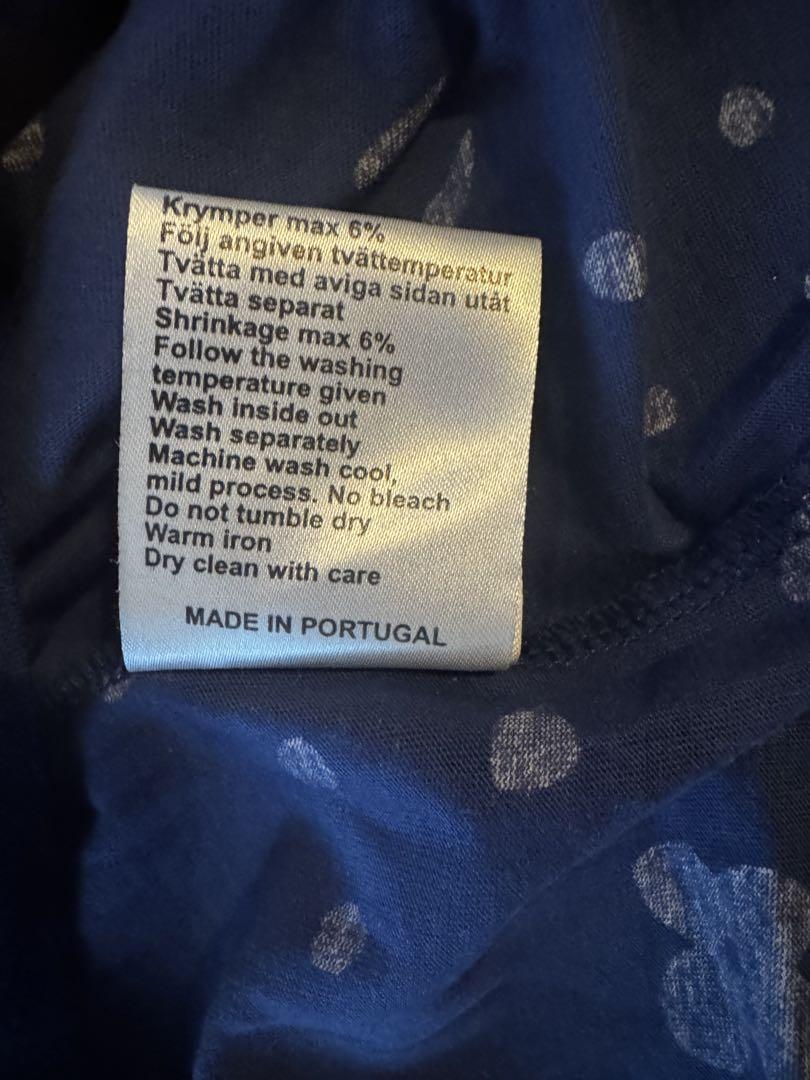 Krymper max 6%
Följ angiven tvättemperatur
Tvätta med aviga sidan utåt
Tvätta separat
Shrinkage max 6%
Follow the washing
temperature given
Wash inside out
Wash separately
Machine wash cool,
mild process. No bleach
Do not tumble dry
Warm iron
Dry clean with care
MADE IN PORTUGAL